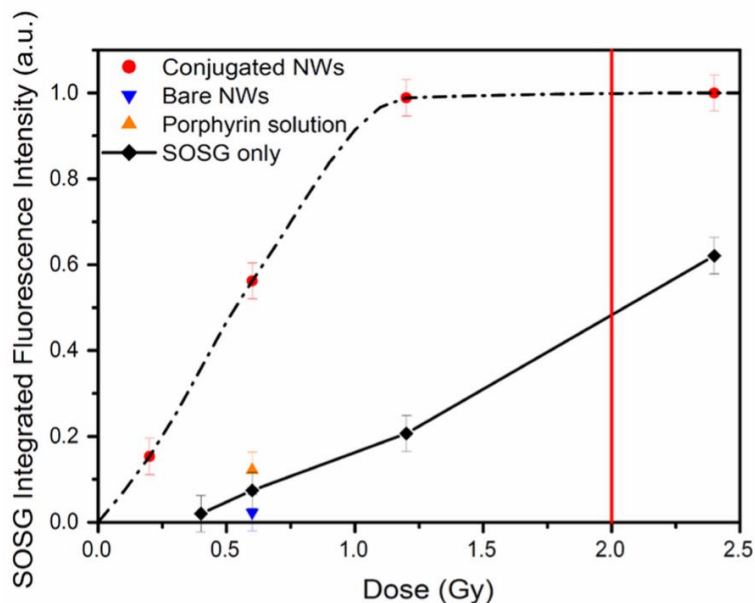 SOSG Integrated Fluorescence Intensity (a.u.)
Conjugated NWs
Bare NWs
Porphyrin solution
SOSG only
1.0
0.8
0.6
0.4
0.2
0.0
0.0 0.5 1.0 1.5 2.0 2.5
Dose (Gy)